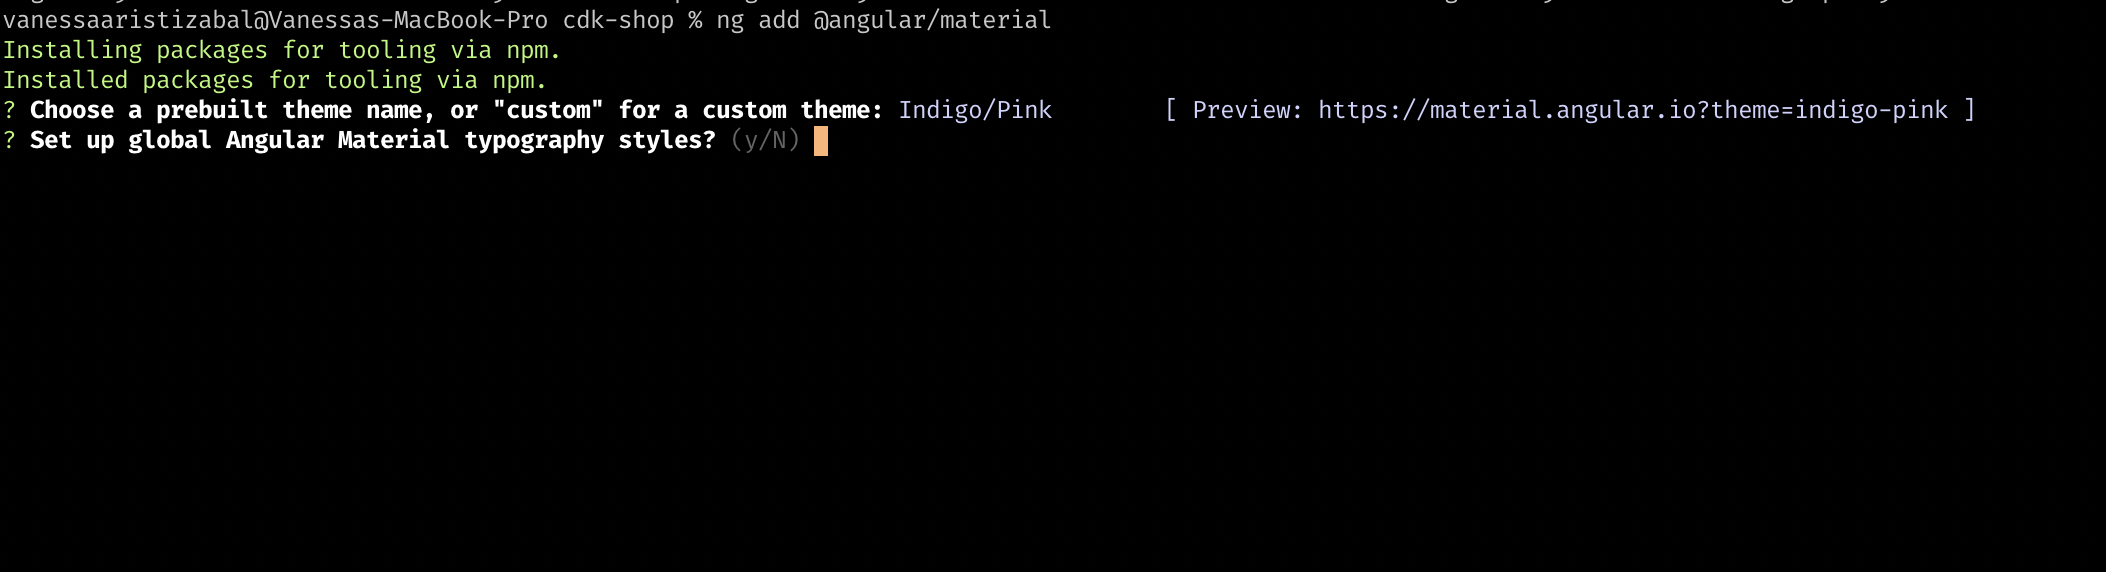 vanessaaristizabal@Vanessas-MacBook-Pro cdk-shop % ng add @angular/material
Installing packages for tooling via npm.
Installed packages for tooling via npm.
? Choose a prebuilt theme name, or "custom" for a custom theme: Indigo/Pink        [ Preview: https://material.angular.io?theme=indigo-pink ]
? Set up global Angular Material typography styles? (y/N)